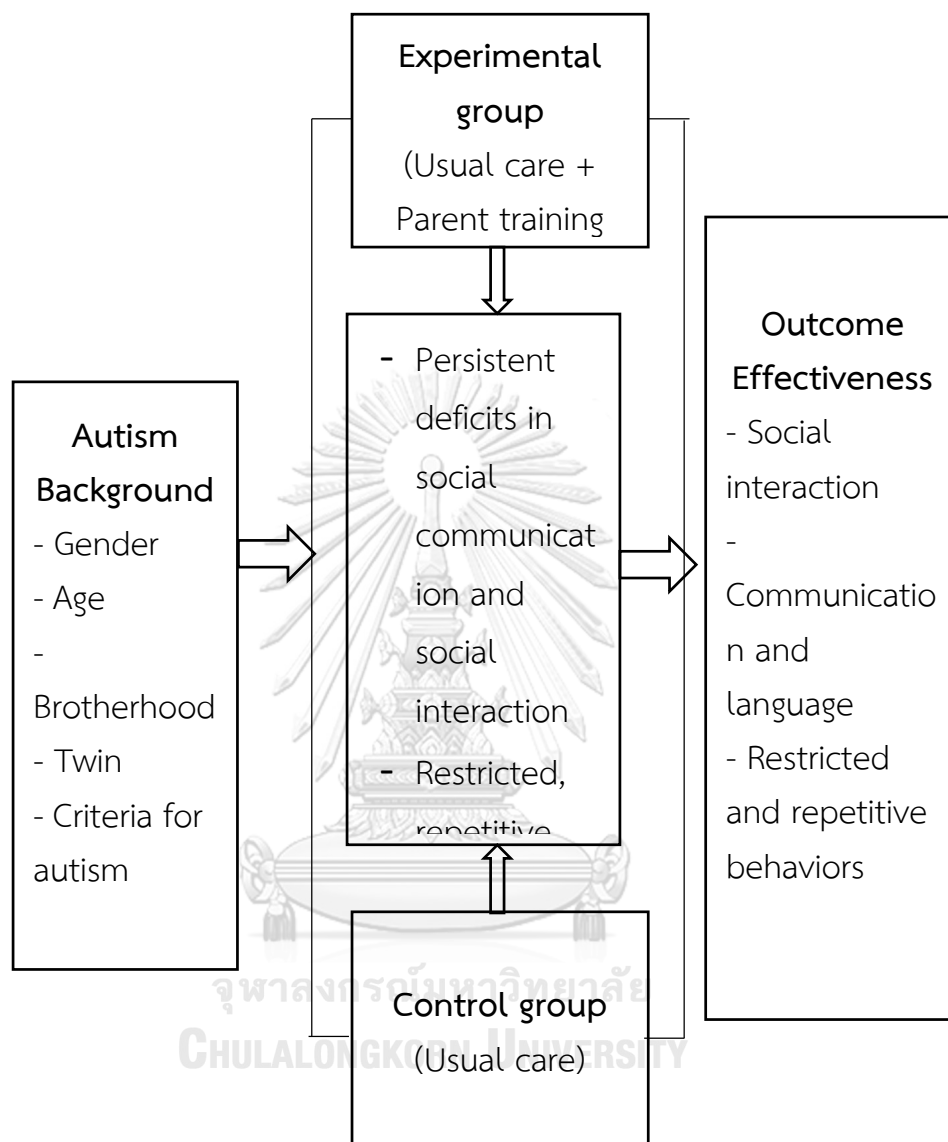 Experimental
group
(Usual care +
Parent training
- Persistent
deficits in
social
communicat
ion and
social
interaction
- Restricted,
repetitive
Outcome
Effectiveness
- Social
interaction
-
Communicatio
n and
language
- Restricted
and repetitive
behaviors
Autism
Background
- Gender
- Age
-
Brotherhood
- Twin
- Criteria for
autism
Control group
(Usual care)
จุฬาลงกรณ์มหาวิทยาลัย
CHULALONGKORN UNIVERSITY